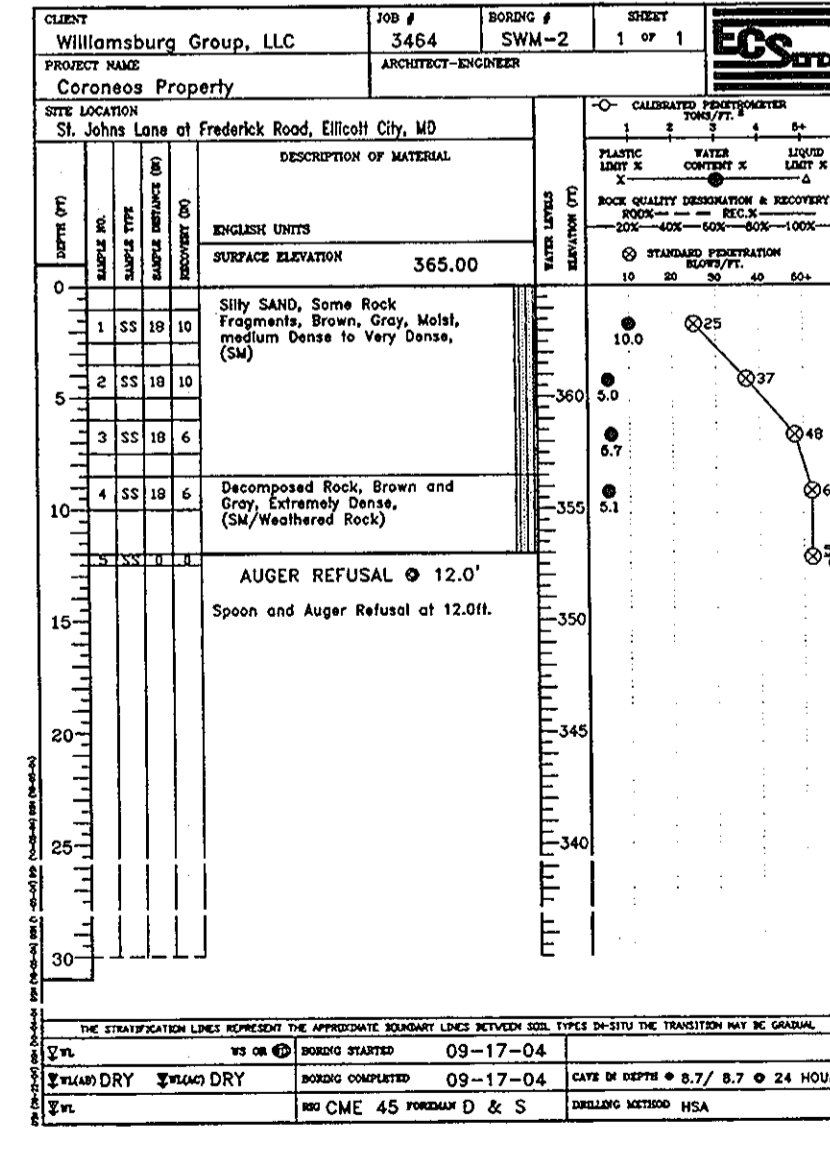 CLIENT
Williamsburg Group, LLC
JOB #
3464
BORING #
SWM-2
SHEET
1 OF 1
ECS
PROJECT NAME
Coroneos Property
ARCHITECT-ENGINEER
SITE LOCATION
St. Johns Lane at Frederick Road, Ellicott City, MD
DEPTH (FT)
SAMPLE NO.
SAMPLE TYPE
SAMPLE DISTANCE (IN)
RECOVERY (IN)
DESCRIPTION OF MATERIAL
ENGLISH UNITS
SURFACE ELEVATION 365.00
WATER LEVELS
ELEVATION (FT)
CALIBRATED PENETROMETER
TONS/FT. 2
1 2 3 4 5+
PLASTIC LIMIT %
WATER CONTENT %
LIQUID LIMIT %
X Δ
ROCK QUALITY DESIGNATION & RECOVERY
RQD% REC.%
20% 40% 60% 80% 100%
STANDARD PENETRATION
BLOWS/FT.
10 20 30 40 50+
0
Silty SAND, Some Rock
Fragments, Brown, Gray, Moist,
medium Dense to Very Dense,
(SM)
1 SS 18 10
10.0
25
2 SS 18 10
37
5
360
5.0
3 SS 18 6
48
6.7
4 SS 18 6
Decomposed Rock, Brown and
Gray, Extremely Dense,
(SM/Weathered Rock)
10
355
5.1
5 SS 0 0
AUGER REFUSAL @ 12.0'
Spoon and Auger Refusal at 12.0ft.
15
350
20
345
25
340
30
THE STRATIFICATION LINES REPRESENT THE APPROXIMATE BOUNDARY LINES BETWEEN SOIL TYPES IN-SITU THE TRANSITION MAY BE GRADUAL
WL WS OR WD BORING STARTED 09-17-04
WL(AB) DRY WL(AC) DRY BORING COMPLETED 09-17-04 CAVE IN DEPTH @ 8.7/ 8.7 @ 24 HOU
WL RIG CME 45 FOREMAN D & S DRILLING METHOD HSA